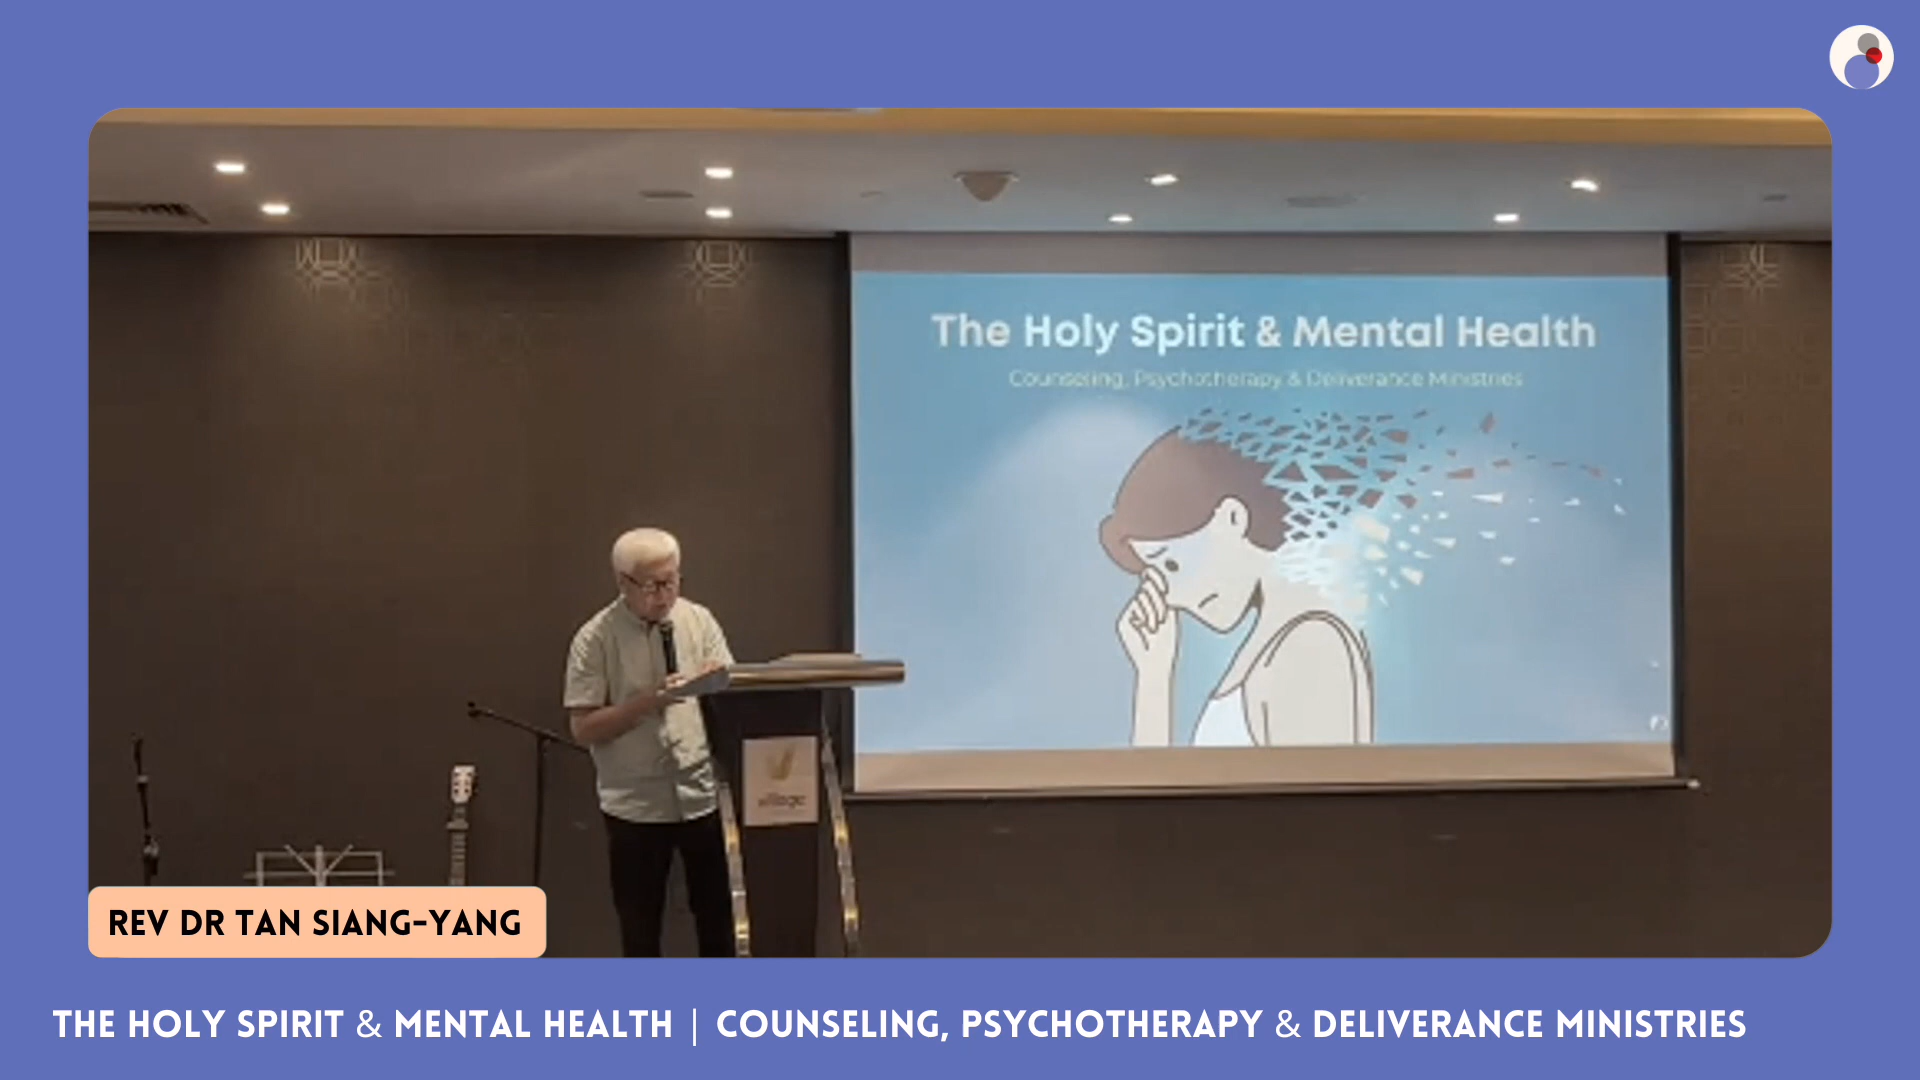 The Holy Spirit & Mental Health
Counseling, Psychotherapy & Deliverance Ministries
village
REV DR TAN SIANG-YANG
THE HOLY SPIRIT & MENTAL HEALTH | COUNSELING, PSYCHOTHERAPY & DELIVERANCE MINISTRIES